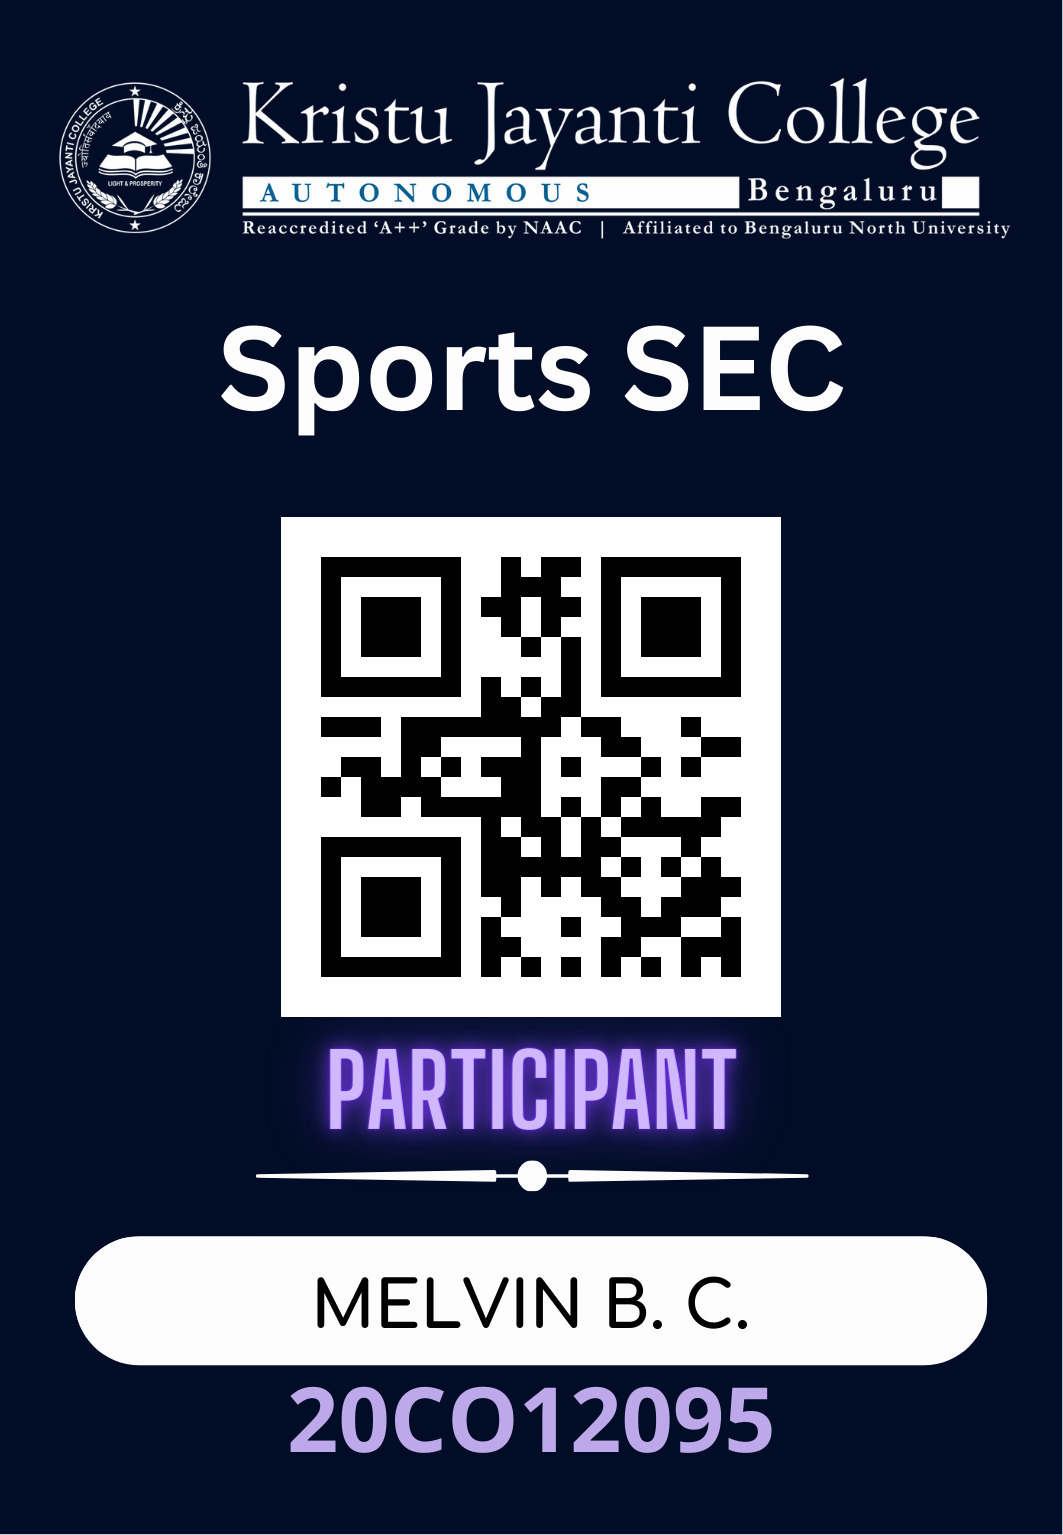 Kristu Jayanti College
AUTONOMOUS Bengaluru
Reaccredited ‘A++’ Grade by NAAC | Affiliated to Bengaluru North University
KRISTU JAYANTI COLLEGE
LIGHT & PROSPERITY
Sports SEC
PARTICIPANT
MELVIN B. C.
20CO12095